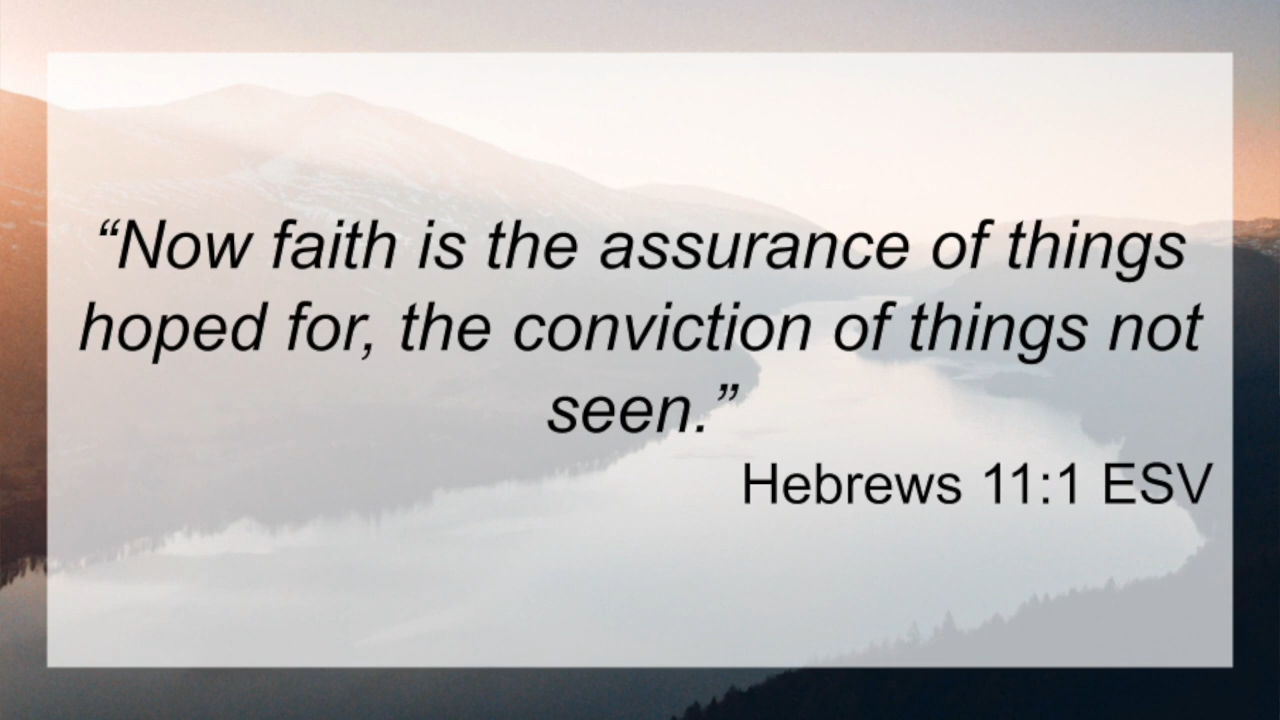 “Now faith is the assurance of things
hoped for, the conviction of things not
seen.”
Hebrews 11:1 ESV